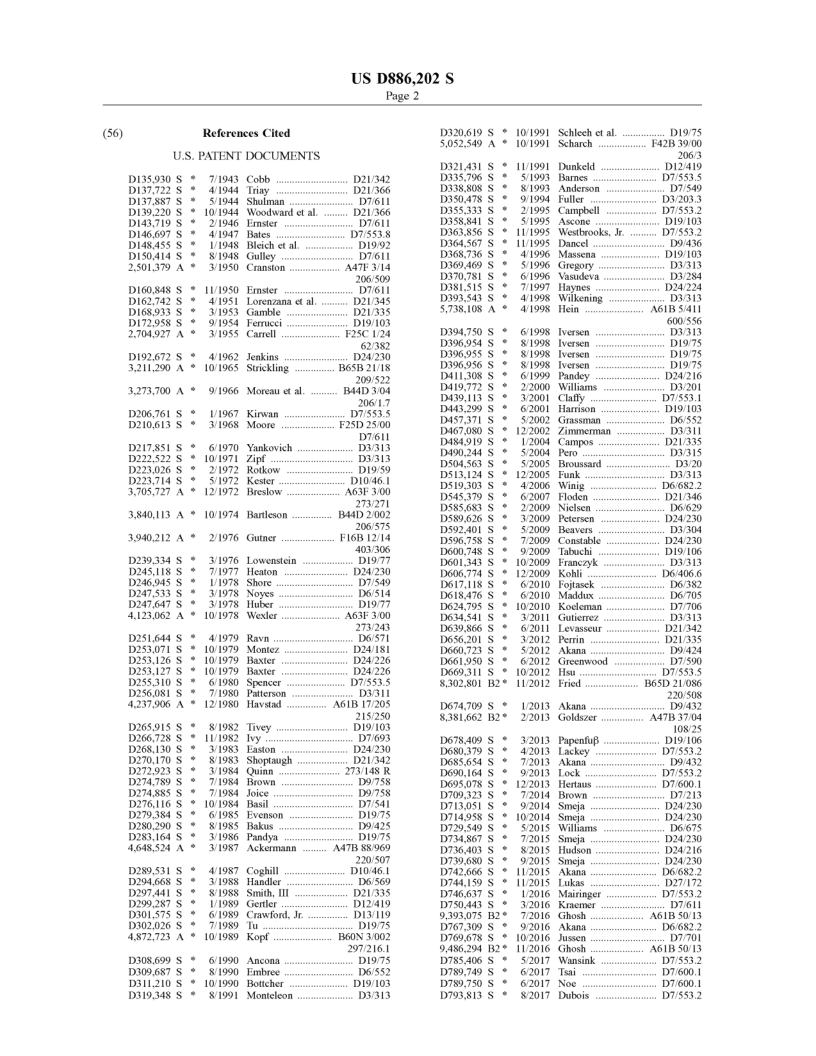 US D886,202 S
Page 2
(56) References Cited
U.S. PATENT DOCUMENTS
D135,930 S * 7/1943 Cobb .......................... D21/342
D137,722 S * 4/1944 Triay .......................... D21/366
D137,887 S * 5/1944 Shulman ....................... D7/611
D139,220 S * 10/1944 Woodward et al. ......... D21/366
D143,719 S * 2/1946 Ernster .......................... D7/611
D146,697 S * 4/1947 Bates .......................... D7/553.8
D148,455 S * 1/1948 Bleich et al. .................. D19/92
D150,414 S * 8/1948 Gulley .......................... D7/611
2,501,379 A * 3/1950 Cranston ................... A47F 3/14
206/509
D160,848 S * 11/1950 Ernster .......................... D7/611
D162,742 S * 4/1951 Lorenzana et al. .......... D21/345
D168,933 S * 3/1953 Gamble ....................... D21/335
D172,958 S * 9/1954 Ferrucci ...................... D19/103
2,704,927 A * 3/1955 Carrell ...................... F25C 1/24
62/382
D192,672 S * 4/1962 Jenkins ........................ D24/230
3,211,290 A * 10/1965 Strickling ............... B65B 21/18
209/522
3,273,700 A * 9/1966 Moreau et al. .......... B44D 3/04
206/1.7
D206,761 S * 1/1967 Kirwan ....................... D7/553.5
D210,613 S * 3/1968 Moore .................... F25D 25/00
D7/611
D217,851 S * 6/1970 Yankovich ..................... D3/313
D222,522 S * 10/1971 Zipf ............................... D3/313
D223,026 S * 2/1972 Rotkow ......................... D19/59
D223,714 S * 5/1972 Kester ........................ D10/46.1
3,705,727 A * 12/1972 Breslow .................... A63F 3/00
273/271
3,840,113 A * 10/1974 Bartleson ............... B44D 2/002
206/575
3,940,212 A * 2/1976 Gutner .................... F16B 12/14
403/306
D239,334 S * 3/1976 Lowenstein ................... D19/77
D245,118 S * 7/1977 Heaton ........................ D24/230
D246,945 S * 1/1978 Shore ............................. D7/549
D247,533 S * 3/1978 Noyes ............................ D6/514
D247,647 S * 3/1978 Huber ............................ D19/77
4,123,062 A * 10/1978 Wexler ...................... A63F 3/00
273/243
D251,644 S * 4/1979 Ravn .............................. D6/571
D253,071 S * 10/1979 Montez ....................... D24/181
D253,126 S * 10/1979 Baxter ......................... D24/226
D253,127 S * 10/1979 Baxter ......................... D24/226
D255,310 S * 6/1980 Spencer ..................... D7/553.5
D256,081 S * 7/1980 Patterson ....................... D3/311
4,237,906 A * 12/1980 Havstad ............... A61B 17/205
215/250
D265,915 S * 8/1982 Tivey .......................... D19/103
D266,728 S * 11/1982 Ivy ................................. D7/693
D268,130 S * 3/1983 Easton ......................... D24/230
D270,170 S * 8/1983 Shoptaugh ................... D21/342
D272,923 S * 3/1984 Quinn ....................... 273/148 R
D274,789 S * 7/1984 Brown ........................... D9/758
D274,885 S * 7/1984 Joice .............................. D9/758
D276,116 S * 10/1984 Basil .............................. D7/541
D279,384 S * 6/1985 Evenson ........................ D19/75
D280,290 S * 8/1985 Bakus ............................ D9/425
D283,164 S * 3/1986 Pandya .......................... D19/75
4,648,524 A * 3/1987 Ackermann ......... A47B 88/969
220/507
D289,531 S * 4/1987 Coghill ...................... D10/46.1
D294,668 S * 3/1988 Handler ......................... D6/569
D297,441 S * 8/1988 Smith, III .................... D21/335
D299,287 S * 1/1989 Gertler ........................ D12/419
D301,575 S * 6/1989 Crawford, Jr. ............... D13/119
D302,026 S * 7/1989 Tu ................................. D19/75
4,872,723 A * 10/1989 Kopf ...................... B60N 3/002
297/216.1
D308,699 S * 6/1990 Ancona ......................... D19/75
D309,687 S * 8/1990 Embree .......................... D6/552
D311,210 S * 10/1990 Bottcher ...................... D19/103
D319,348 S * 8/1991 Monteleon ..................... D3/313
D320,619 S * 10/1991 Schleeh et al. ................ D19/75
5,052,549 A * 10/1991 Scharch .................. F42B 39/00
206/3
D321,431 S * 11/1991 Dunkeld ...................... D12/419
D335,796 S * 5/1993 Barnes ....................... D7/553.5
D338,808 S * 8/1993 Anderson ...................... D7/549
D350,478 S * 9/1994 Fuller ......................... D3/203.3
D355,333 S * 2/1995 Campbell ................... D7/553.2
D358,841 S * 5/1995 Ascone ....................... D19/103
D363,856 S * 11/1995 Westbrooks, Jr. .......... D7/553.2
D364,567 S * 11/1995 Dancel ........................... D9/436
D368,736 S * 4/1996 Massena ...................... D19/103
D369,469 S * 5/1996 Gregory ......................... D3/313
D370,781 S * 6/1996 Vasudeva ....................... D3/284
D381,515 S * 7/1997 Haynes ........................ D24/224
D393,543 S * 4/1998 Wilkening ..................... D3/313
5,738,108 A * 4/1998 Hein ...................... A61B 5/411
600/556
D394,750 S * 6/1998 Iversen .......................... D3/313
D396,954 S * 8/1998 Iversen .......................... D19/75
D396,955 S * 8/1998 Iversen .......................... D19/75
D396,956 S * 8/1998 Iversen .......................... D19/75
D411,308 S * 6/1999 Pandey ........................ D24/216
D419,772 S * 2/2000 Williams ....................... D3/201
D439,113 S * 3/2001 Claffy ........................ D7/553.1
D443,299 S * 6/2001 Harrison ...................... D19/103
D457,371 S * 5/2002 Grassman ...................... D6/552
D467,080 S * 12/2002 Zimmerman .................. D3/311
D484,919 S * 1/2004 Campos ....................... D21/335
D490,244 S * 5/2004 Pero ............................... D3/315
D504,563 S * 5/2005 Broussard ........................ D3/20
D513,124 S * 12/2005 Funk .............................. D3/313
D519,303 S * 4/2006 Winig ......................... D6/682.2
D545,379 S * 6/2007 Floden ......................... D21/346
D585,683 S * 2/2009 Nielsen .......................... D6/629
D589,626 S * 3/2009 Petersen ...................... D24/230
D592,401 S * 5/2009 Beavers ......................... D3/304
D596,758 S * 7/2009 Constable .................... D24/230
D600,748 S * 9/2009 Tabuchi ....................... D19/106
D601,343 S * 10/2009 Franczyk ....................... D3/313
D606,774 S * 12/2009 Kohli .......................... D6/406.6
D617,118 S * 6/2010 Fojtasek ......................... D6/382
D618,476 S * 6/2010 Maddux ......................... D6/705
D624,795 S * 10/2010 Koeleman ...................... D7/706
D634,541 S * 3/2011 Gutierrez ....................... D3/313
D639,866 S * 6/2011 Levasseur .................... D21/342
D656,201 S * 3/2012 Perrin .......................... D21/335
D660,723 S * 5/2012 Akana ............................ D9/424
D661,950 S * 6/2012 Greenwood ................... D7/590
D669,311 S * 10/2012 Hsu ............................ D7/553.5
8,302,801 B2 * 11/2012 Fried .................... B65D 21/086
220/508
D674,709 S * 1/2013 Akana ............................ D9/432
8,381,662 B2 * 2/2013 Goldszer ................ A47B 37/04
108/25
D678,409 S * 3/2013 Papenfuβ ..................... D19/106
D680,379 S * 4/2013 Lackey ....................... D7/553.2
D685,654 S * 7/2013 Akana ............................ D9/432
D690,164 S * 9/2013 Lock ........................... D7/553.2
D695,078 S * 12/2013 Hertaus ...................... D7/600.1
D709,323 S * 7/2014 Brown ........................... D7/213
D713,051 S * 9/2014 Smeja .......................... D24/230
D714,958 S * 10/2014 Smeja .......................... D24/230
D729,549 S * 5/2015 Williams ....................... D6/675
D734,867 S * 7/2015 Smeja .......................... D24/230
D736,403 S * 8/2015 Hudson ........................ D24/216
D739,680 S * 9/2015 Smeja .......................... D24/230
D742,666 S * 11/2015 Akana ......................... D6/682.2
D744,159 S * 11/2015 Lukas .......................... D27/172
D746,637 S * 1/2016 Mairinger ................... D7/553.2
D750,443 S * 3/2016 Kraemer ........................ D7/611
9,393,075 B2 * 7/2016 Ghosh .................... A61B 50/13
D767,309 S * 9/2016 Akana ......................... D6/682.2
D769,678 S * 10/2016 Jussen ............................ D7/701
9,486,294 B2 * 11/2016 Ghosh .................... A61B 50/13
D785,406 S * 5/2017 Wansink ..................... D7/553.2
D789,749 S * 6/2017 Tsai ............................ D7/600.1
D789,750 S * 6/2017 Noe ............................ D7/600.1
D793,813 S * 8/2017 Dubois ....................... D7/553.2